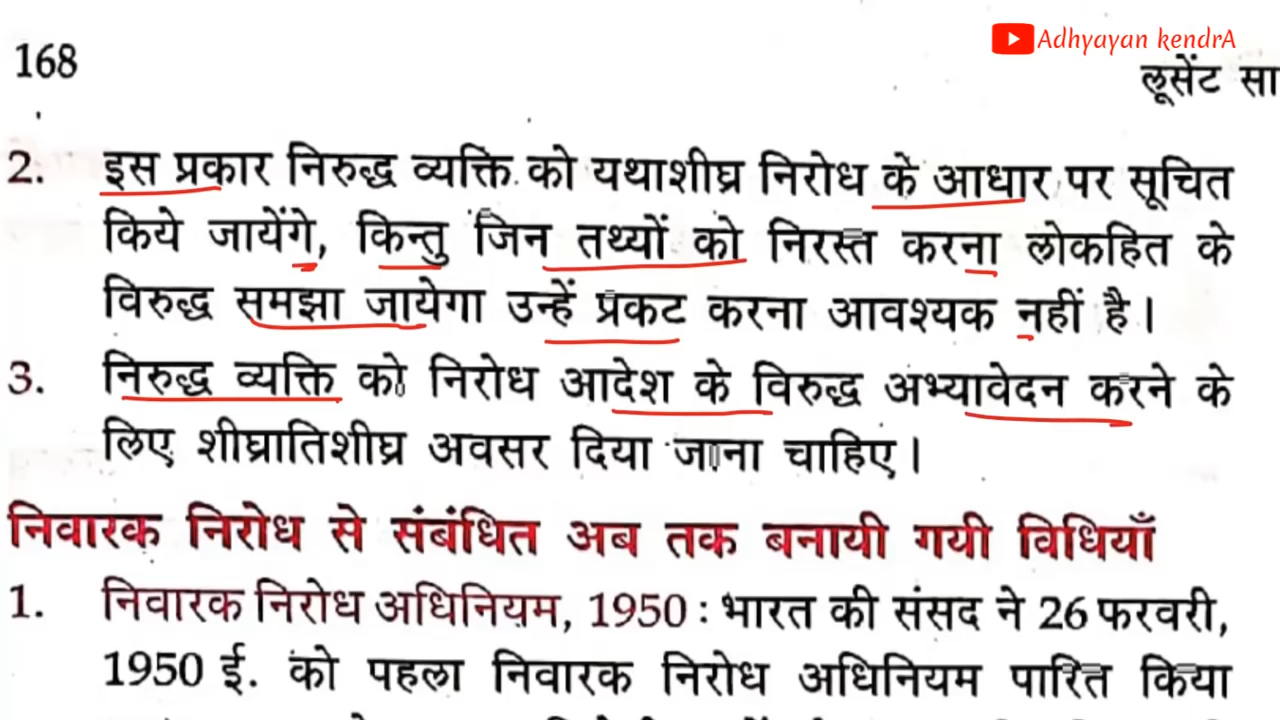 Adhyayan kendrA
168
लूसेंट सा
2. इस प्रकार निरुद्ध व्यक्ति को यथाशीघ्र निरोध के आधार पर सूचित
किये जायेंगे, किन्तु जिन तथ्यों को निरस्त करना लोकहित के
विरुद्ध समझा जायेगा उन्हें प्रकट करना आवश्यक नहीं है।
3. निरुद्ध व्यक्ति को निरोध आदेश के विरुद्ध अभ्यावेदन करने के
लिए शीघ्रातिशीघ्र अवसर दिया जाना चाहिए।
निवारक निरोध से संबंधित अब तक बनायी गयी विधियाँ
1. निवारक निरोध अधिनियम, 1950 : भारत की संसद ने 26 फरवरी,
1950 ई. को पहला निवारक निरोध अधिनियम पारित किया